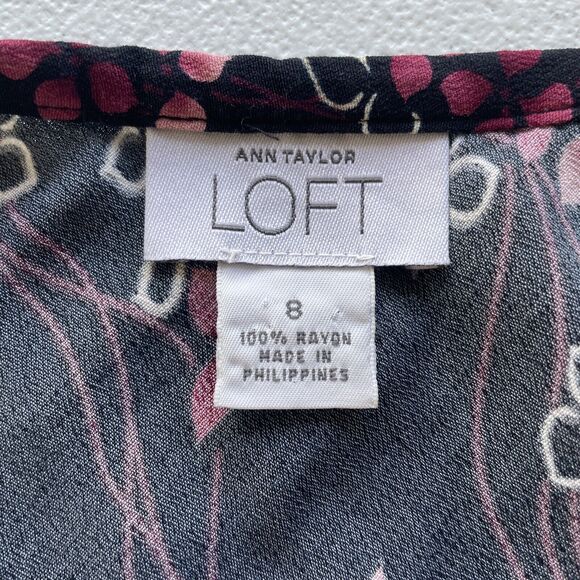 ANN TAYLOR
LOFT
8
100% RAYON
MADE IN
PHILIPPINES